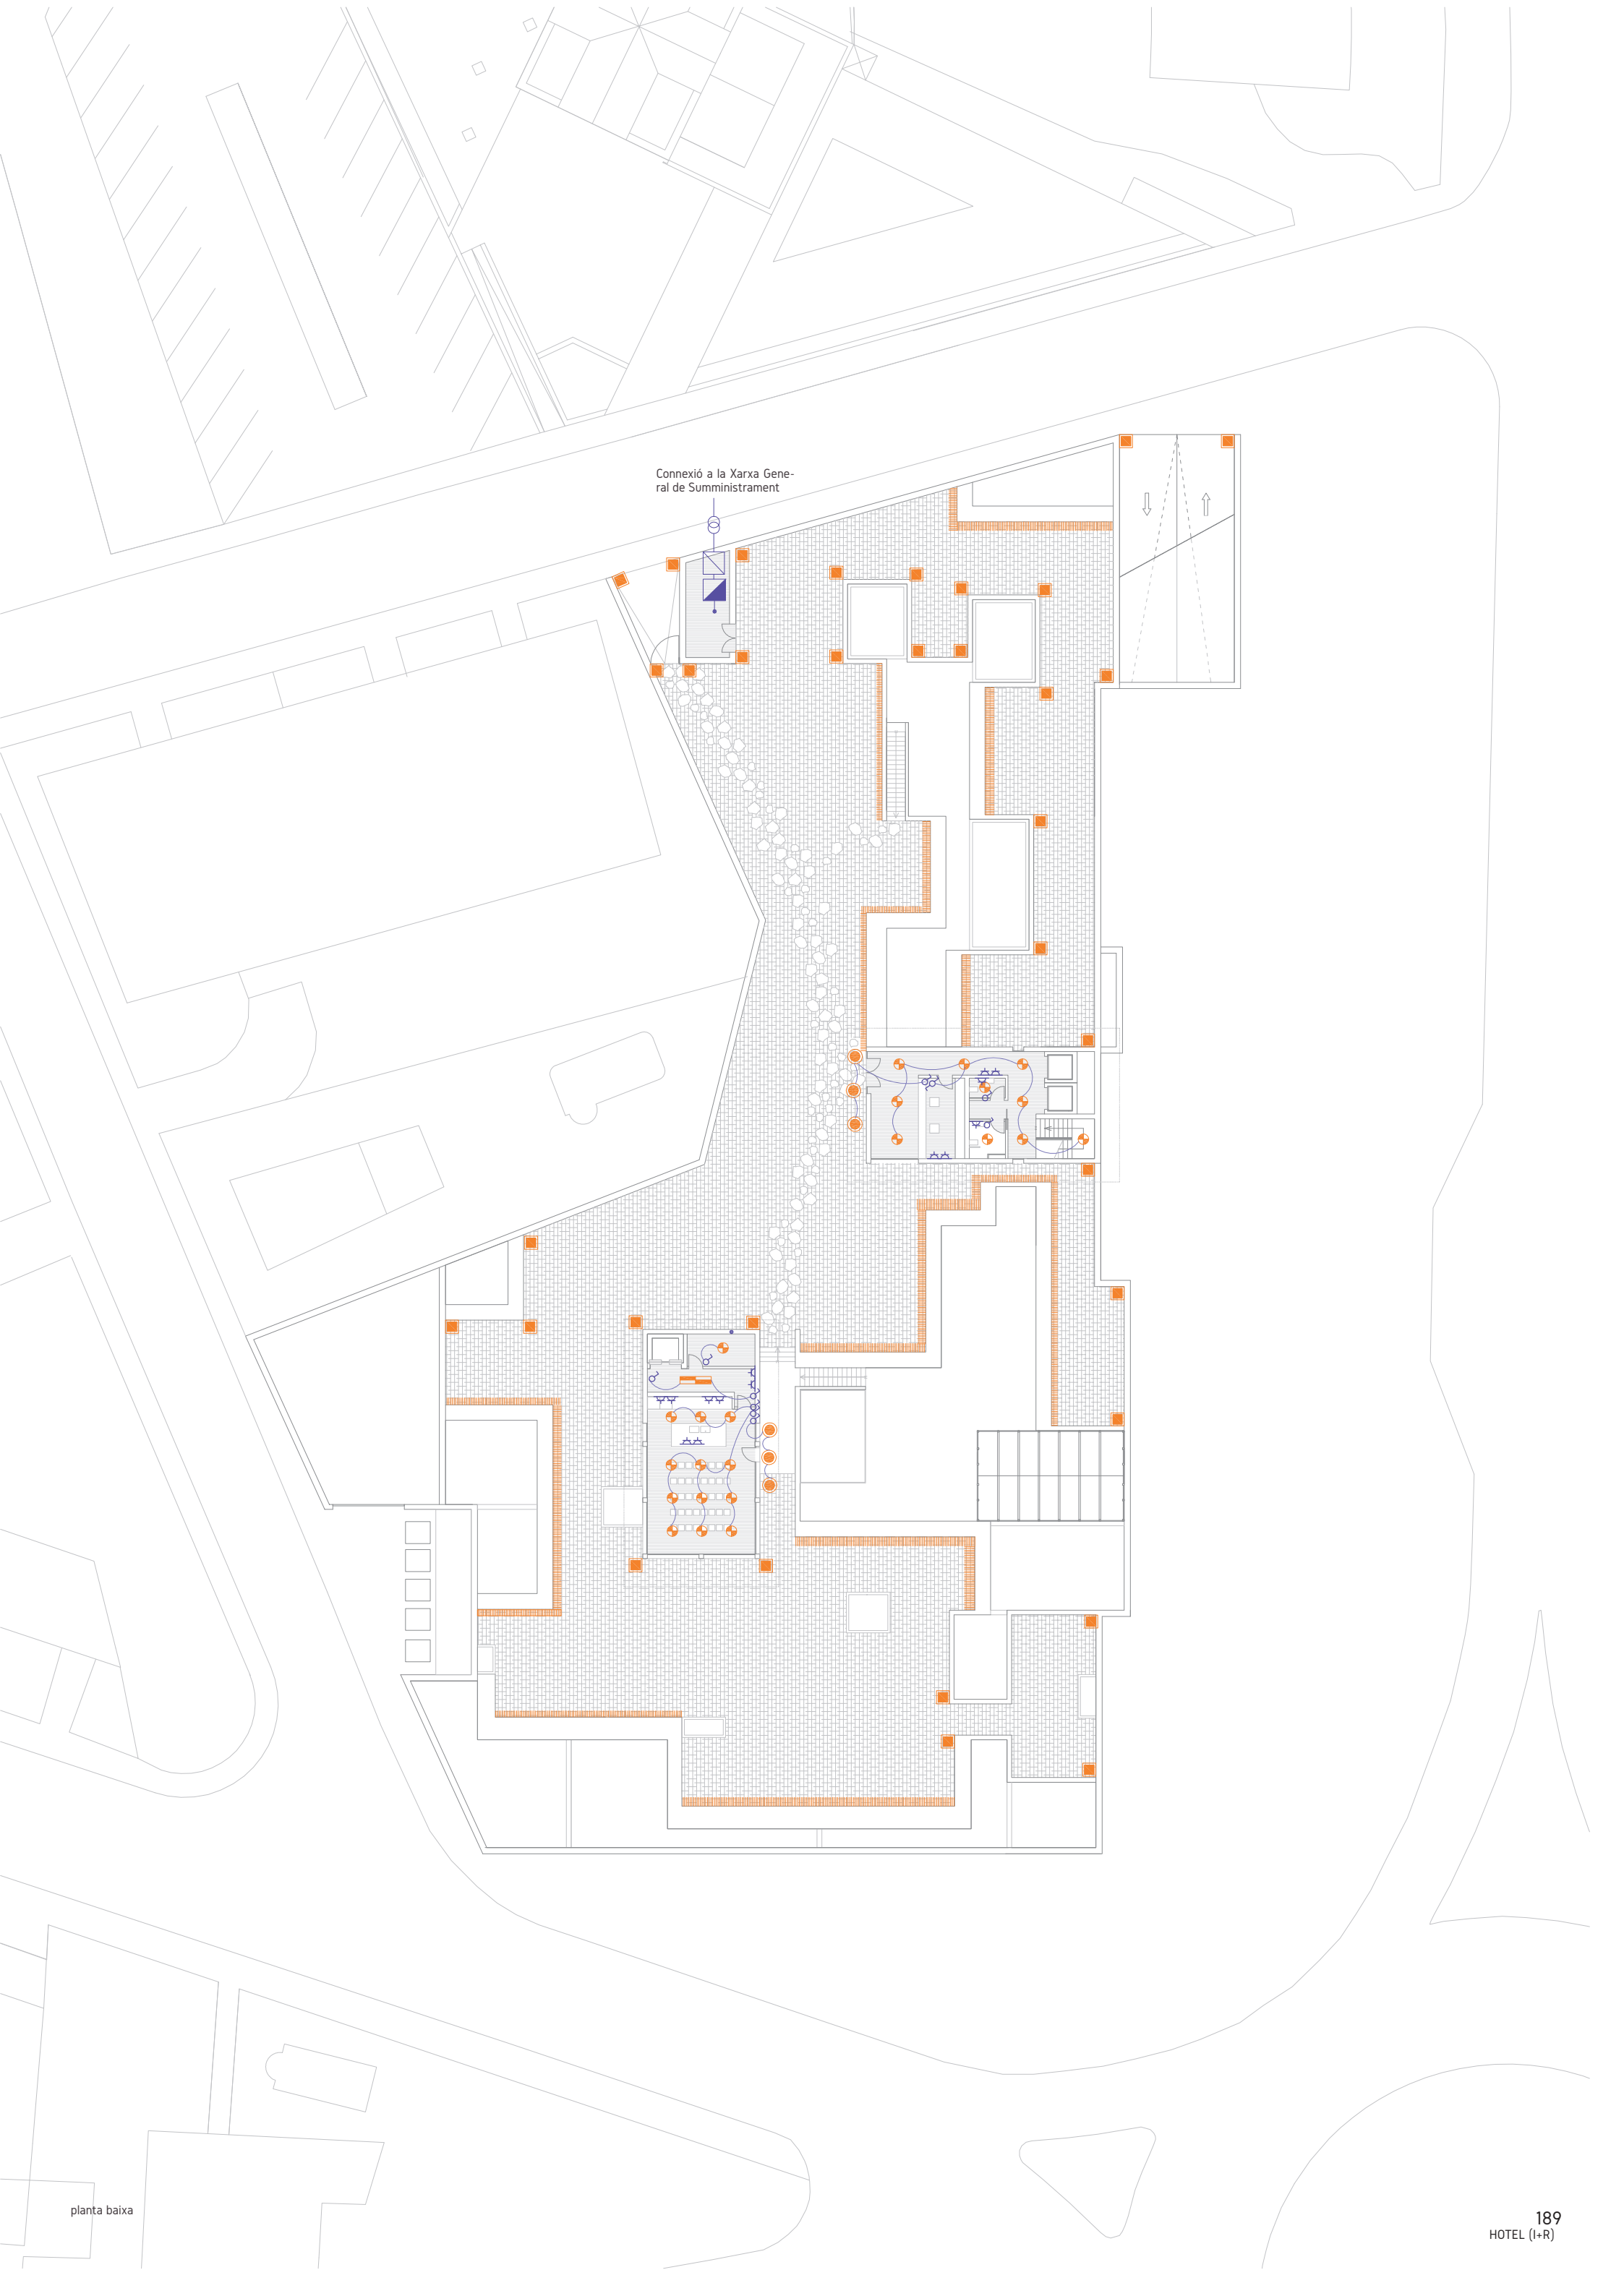 Connexió a la Xarxa Gene-
ral de Sumministrament
planta baixa
189
HOTEL (I+R)